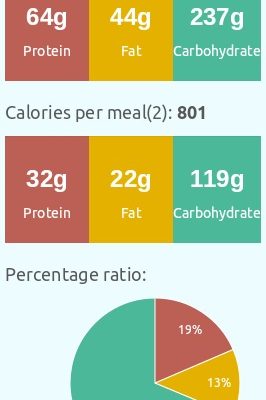 64g 44g 237g
Protein Fat Carbohydrate
Calories per meal(2): 801
32g 22g 119g
Protein Fat Carbohydrate
Percentage ratio:
19%
13%